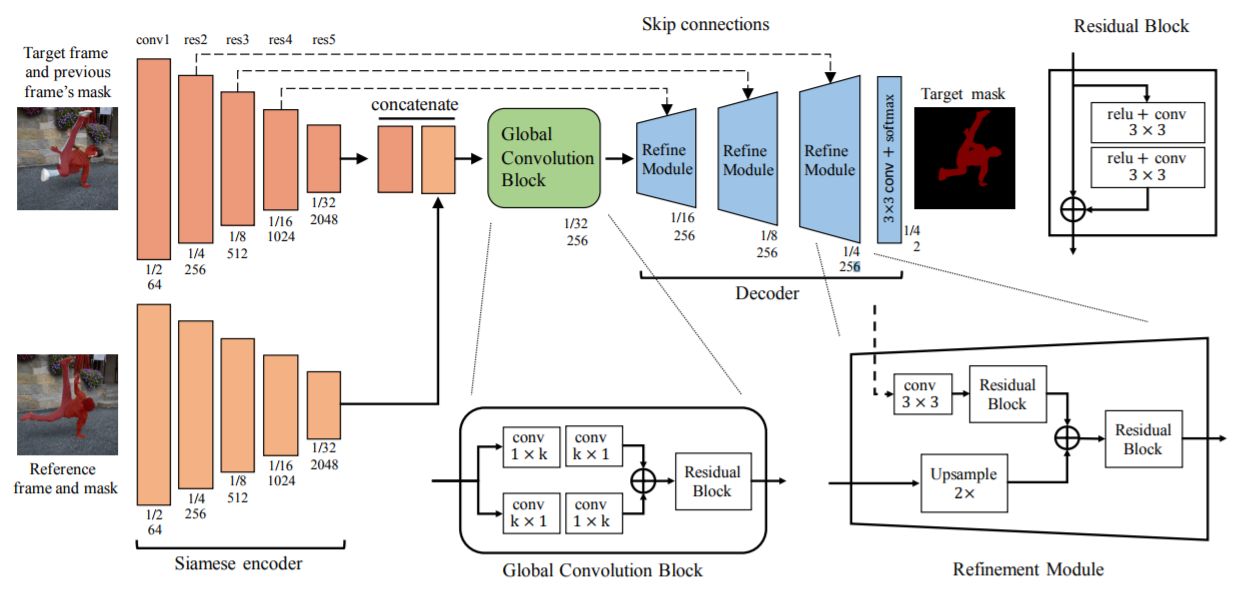 Skip connections
Residual Block
conv1 res2 res3 res4 res5
Target frame
and previous
frame's mask
concatenate
Global
Convolution
Block
Refine
Module
Refine
Module
Refine
Module
3×3 conv + softmax
Target mask
relu + conv
3 × 3
relu + conv
3 × 3
1/2
64
1/4
256
1/8
512
1/16
1024
1/32
2048
1/32
256
1/16
256
1/8
256
1/4
256
1/4
2
Decoder
Reference
frame and mask
1/2
64
1/4
256
1/8
512
1/16
1024
1/32
2048
Siamese encoder
conv
1 × k
conv
k × 1
conv
k × 1
conv
1 × k
Residual
Block
Global Convolution Block
conv
3 × 3
Residual
Block
Upsample
2×
Residual
Block
Refinement Module